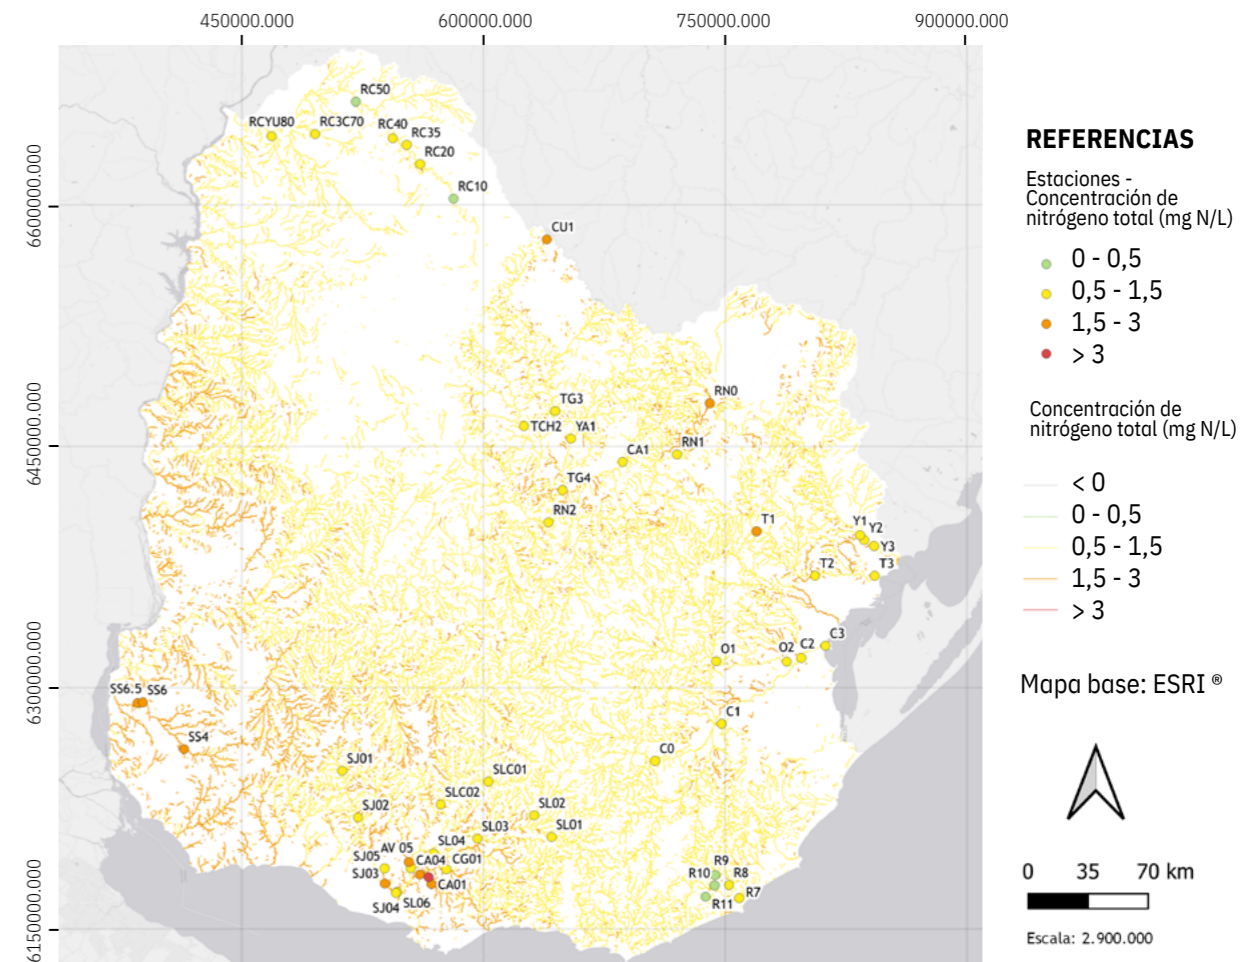 450000.000
600000.000
750000.000
900000.000
6600000.000
6450000.000
6300000.000
6150000.000
RC50
RCYU80
RC3C70
RC40
RC35
RC20
RC10
CU1
TG3
TCH2
YA1
RN0
RN1
CA1
TG4
RN2
T1
Y1
Y2
Y3
T2
T3
C3
C2
O2
O1
C1
C0
SS6.5
SS6
SS4
SJ01
SLC01
SLC02
SJ02
SL02
SL01
SL03
SL04
AV 05
SJ05
CA04
CG01
SJ03
CA01
SJ04
SL06
R9
R10
R8
R7
R11
REFERENCIAS
Estaciones -
Concentración de
nitrógeno total (mg N/L)
0 - 0,5
0,5 - 1,5
1,5 - 3
> 3
Concentración de
nitrógeno total (mg N/L)
< 0
0 - 0,5
0,5 - 1,5
1,5 - 3
> 3
Mapa base: ESRI ®
0 35 70 km
Escala: 2.900.000